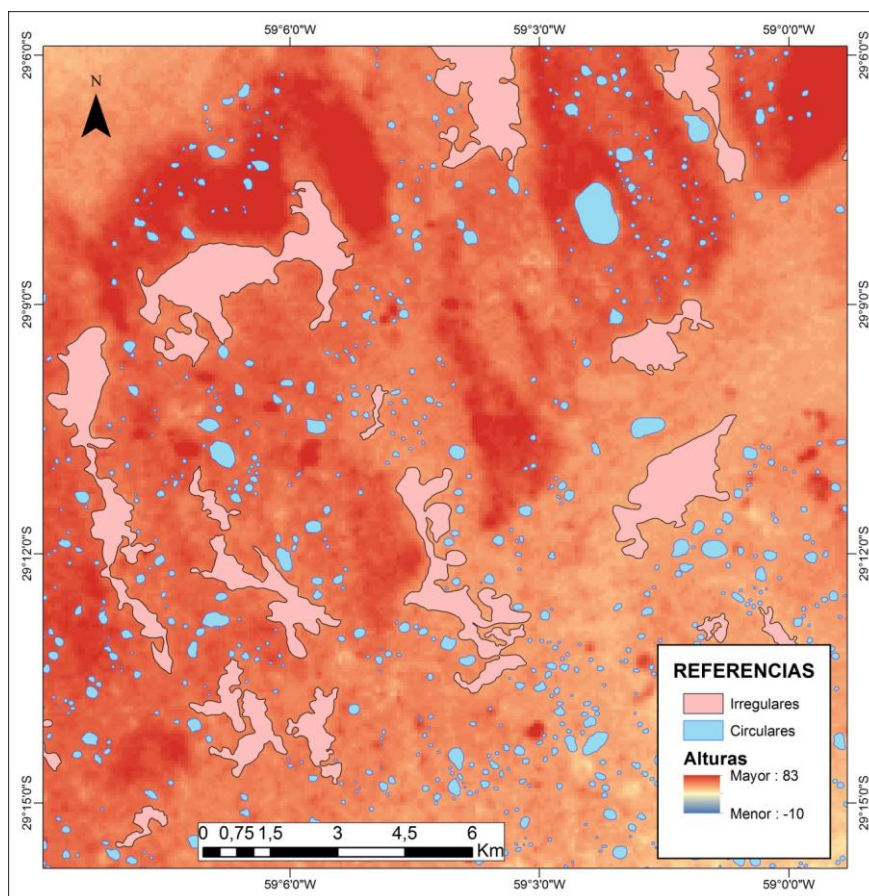 59°6'0"W 59°3'0"W 59°0'0"W
29°6'0"S 29°6'0"S
N
29°9'0"S 29°9'0"S
29°12'0"S 29°12'0"S
REFERENCIAS
Irregulares
Circulares
Alturas
Mayor : 83
Menor : -10
29°15'0"S 29°15'0"S
0 0,75 1,5 3 4,5 6
Km
59°6'0"W 59°3'0"W 59°0'0"W